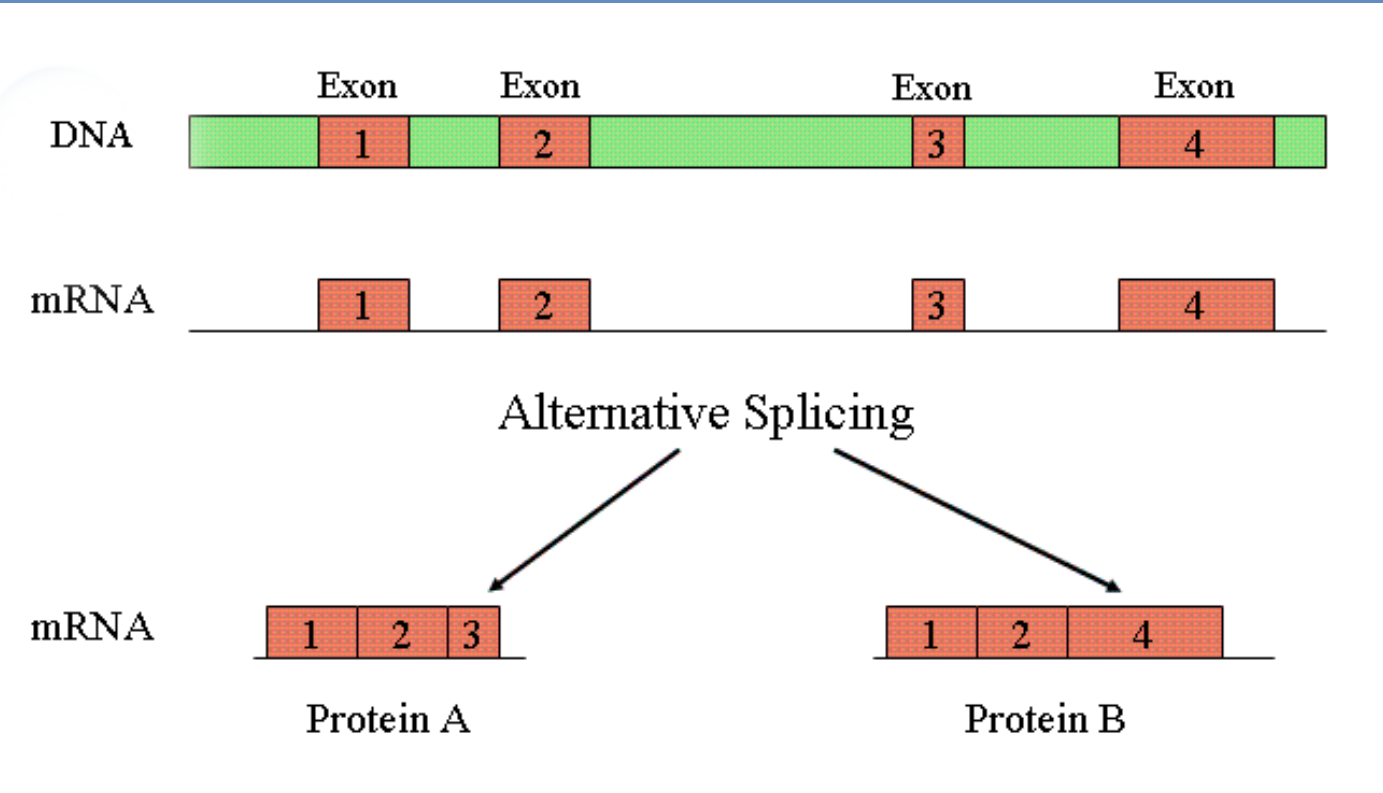 Exon Exon Exon Exon
DNA 1 2 3 4
mRNA 1 2 3 4
Alternative Splicing
mRNA 1 2 3 1 2 4
Protein A Protein B